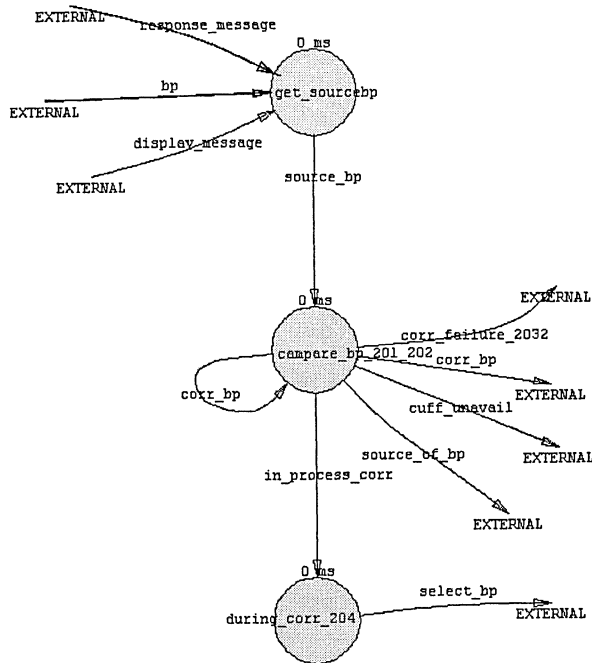 EXTERNAL
response_message
0 ms
bp
get_sourcebp
EXTERNAL
display_message
EXTERNAL
source_bp
0 ms
EXTERNAL
corr_failure_2032
campare_bp_201_202
corr_bp
EXTERNAL
corr_bp
cuff_unavail
source_of_bp
EXTERNAL
in_process_corr
EXTERNAL
0 ms
select_bp
during_corr_204
EXTERNAL